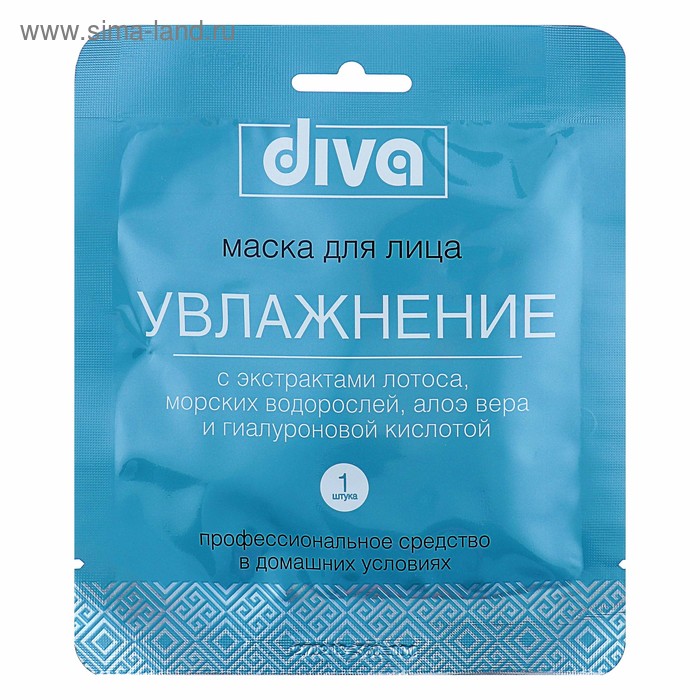 www.sima-land.ru
diva
маска для лица
УВЛАЖНЕНИЕ
с экстрактами лотоса,
морских водорослей, алоэ вера
и гиалуроновой кислотой
1
штука
профессиональное средство
в домашних условиях